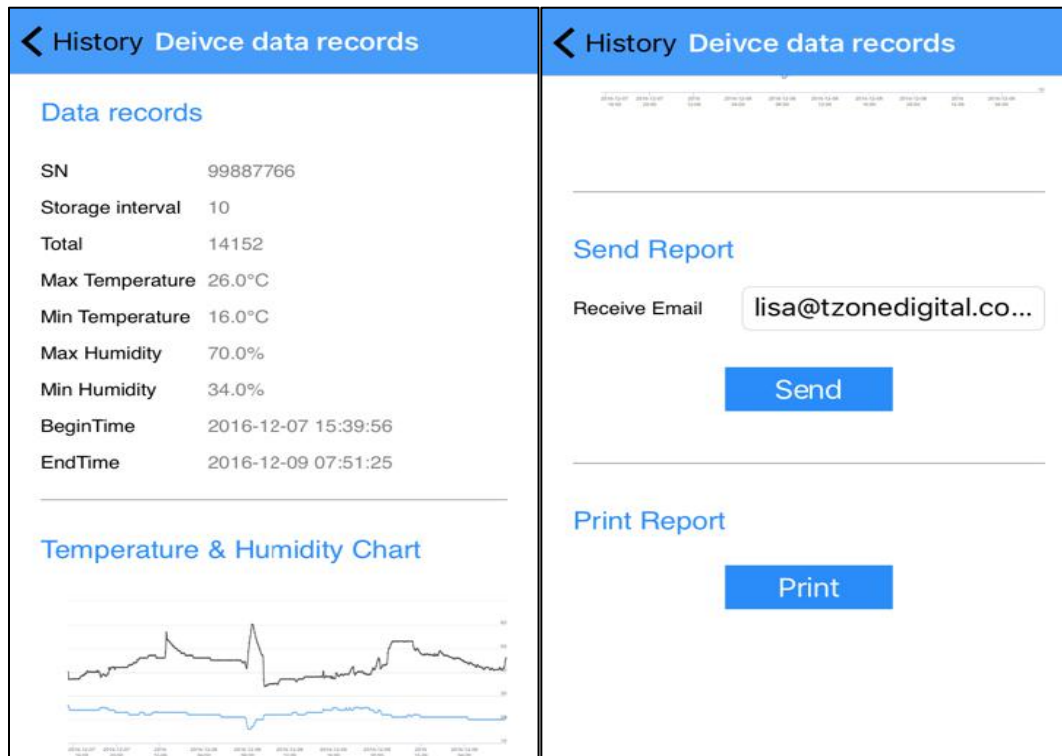 History Deivce data records
Data records
SN 99887766
Storage interval 10
Total 14152
Max Temperature 26.0°C
Min Temperature 16.0°C
Max Humidity 70.0%
Min Humidity 34.0%
BeginTime 2016-12-07 15:39:56
EndTime 2016-12-09 07:51:25
Temperature & Humidity Chart
History Deivce data records
Send Report
Receive Email lisa@tzonedigital.co...
Send
Print Report
Print